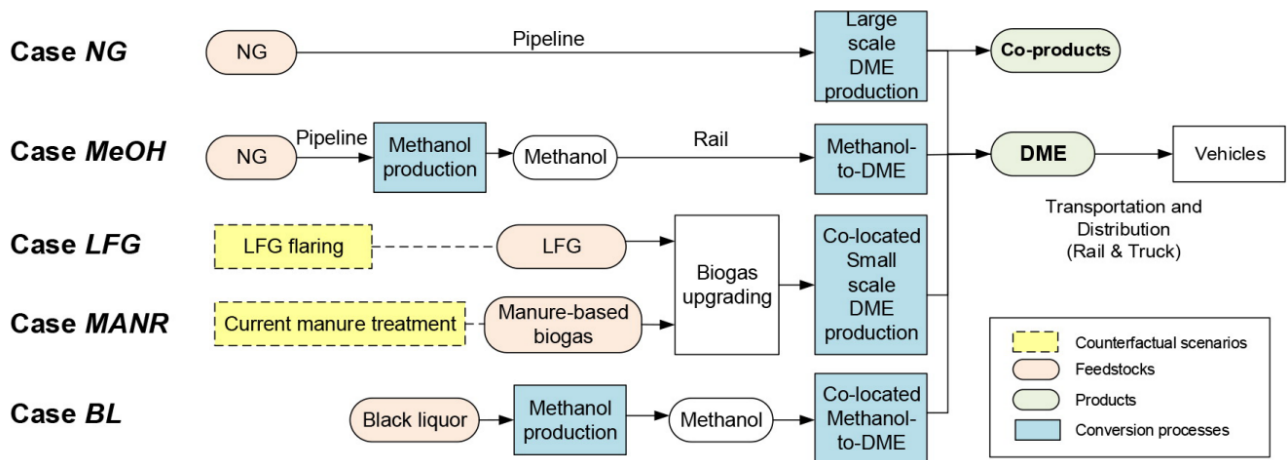 Case NG
NG
Pipeline
Large
scale
DME
production
Co-products
Case MeOH
NG
Pipeline
Methanol
production
Methanol
Rail
Methanol-
to-DME
DME
Vehicles
Transportation and
Distribution
(Rail & Truck)
Case LFG
LFG flaring
LFG
Biogas
upgrading
Co-located
Small
scale
DME
production
Case MANR
Current manure treatment
Manure-based
biogas
Case BL
Black liquor
Methanol
production
Methanol
Co-located
Methanol-
to-DME
Counterfactual scenarios
Feedstocks
Products
Conversion processes